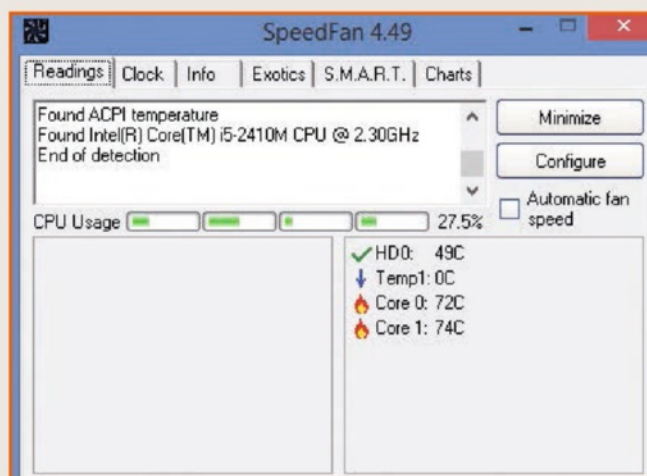 SpeedFan 4.49
Readings Clock Info Exotics S.M.A.R.T. Charts
Found ACPI temperature
Found Intel(R) Core(TM) i5-2410M CPU @ 2.30GHz
End of detection
Minimize
Configure
Automatic fan
speed
CPU Usage 27.5%
HD0: 49C
Temp1: 0C
Core 0: 72C
Core 1: 74C